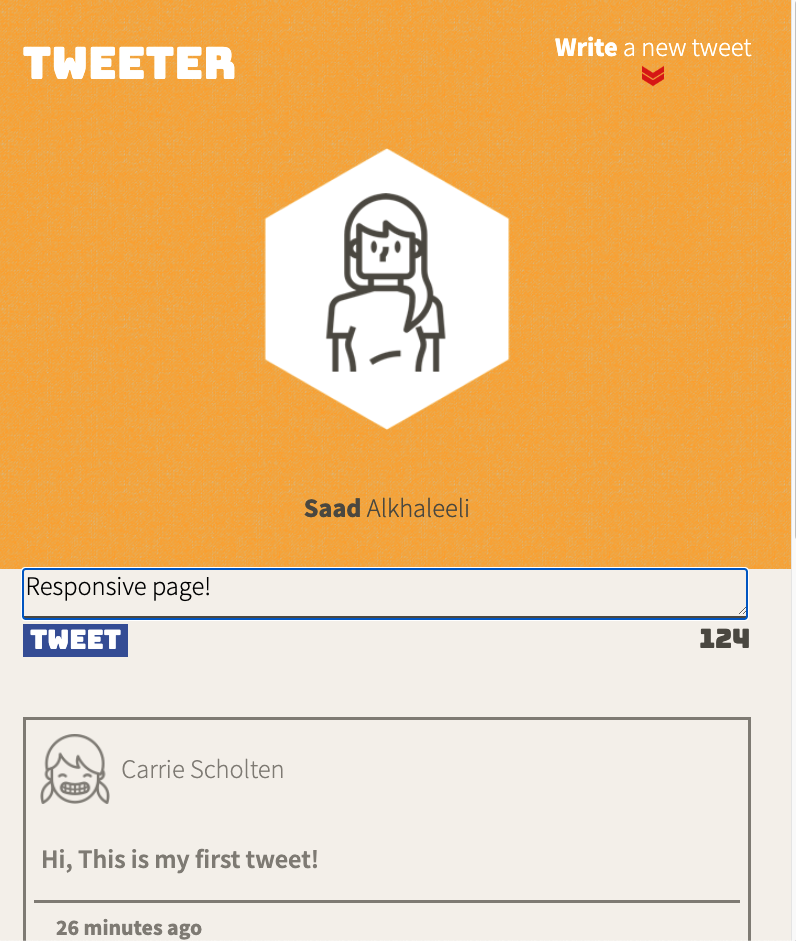 TWEETER
Write a new tweet
Saad Alkhaleeli
Responsive page!
TWEET
124
Carrie Scholten
Hi, This is my first tweet!
26 minutes ago